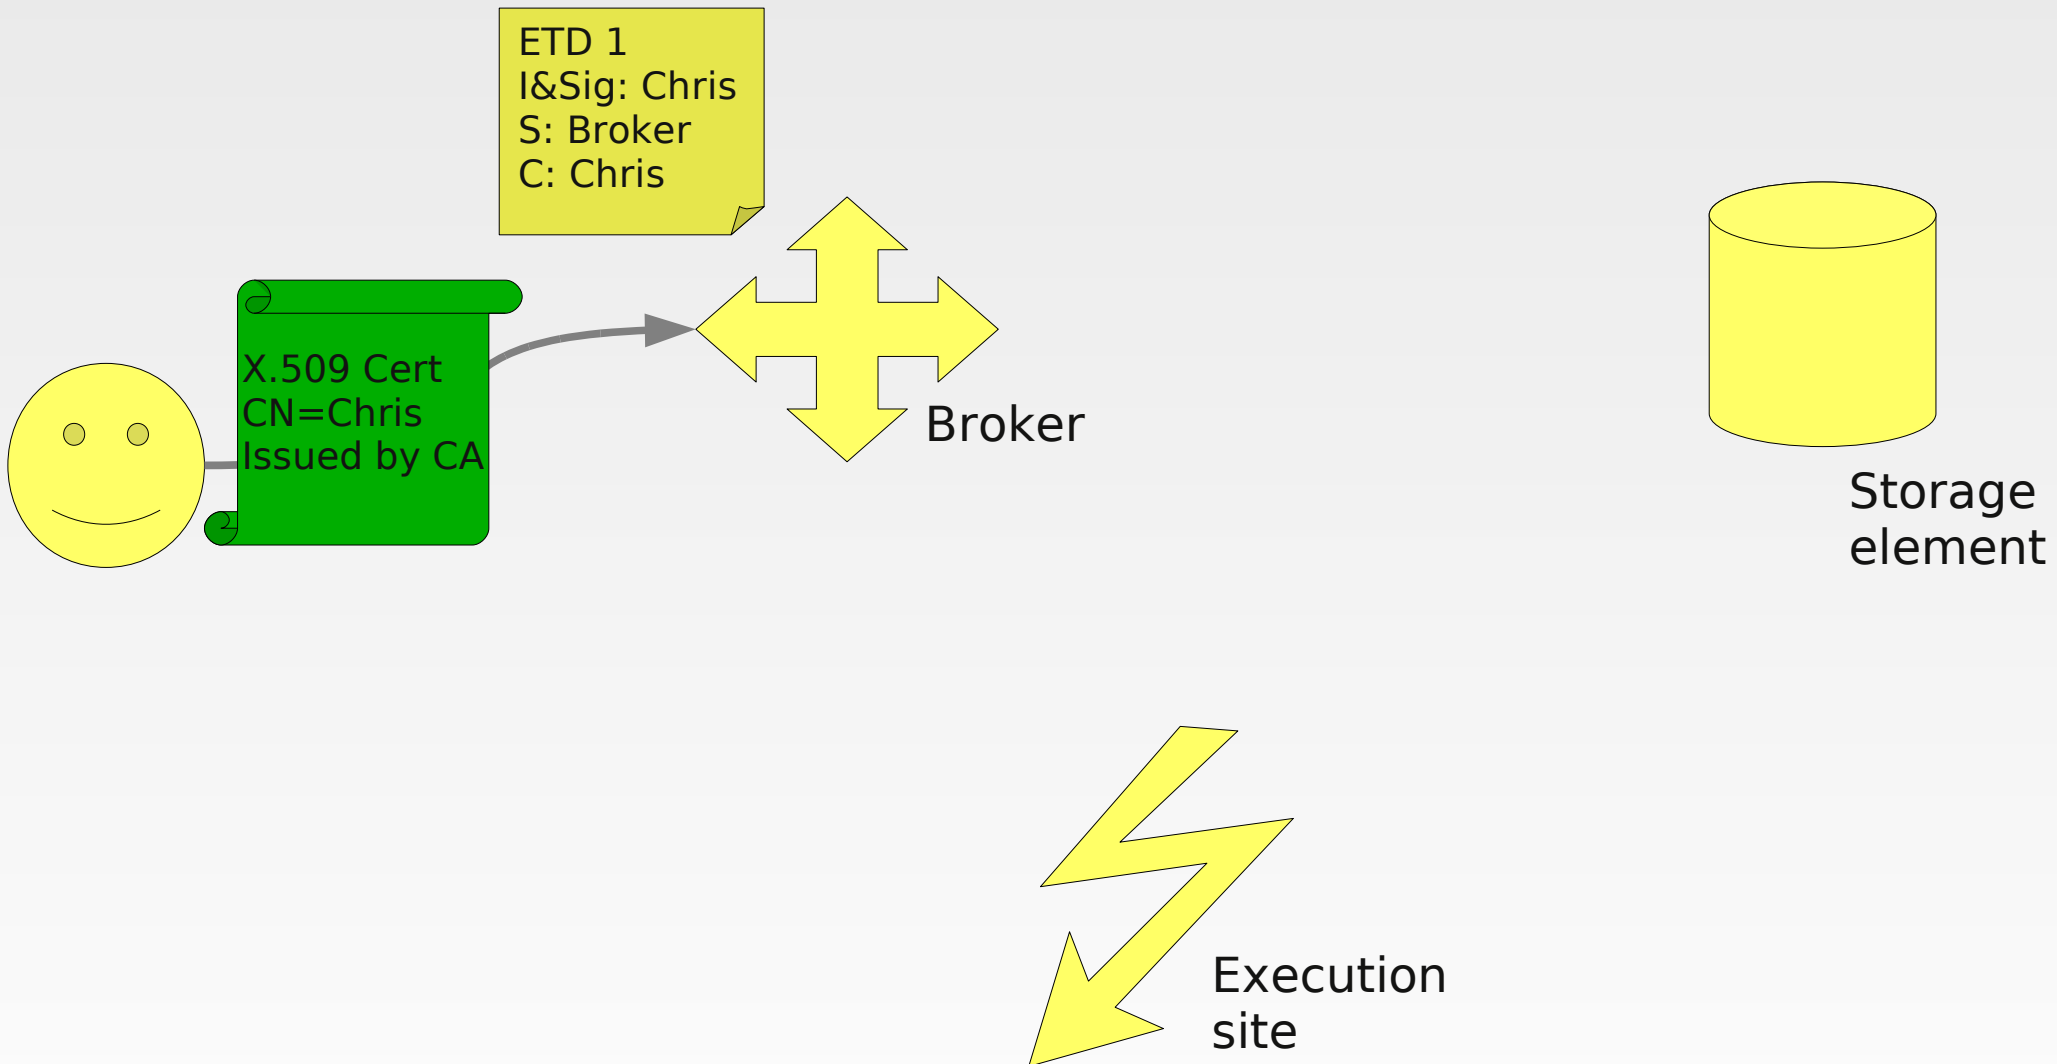 ETD 1
I&Sig: Chris
S: Broker
C: Chris
X.509 Cert
CN=Chris
Issued by CA
Broker
Storage
element
Execution
site